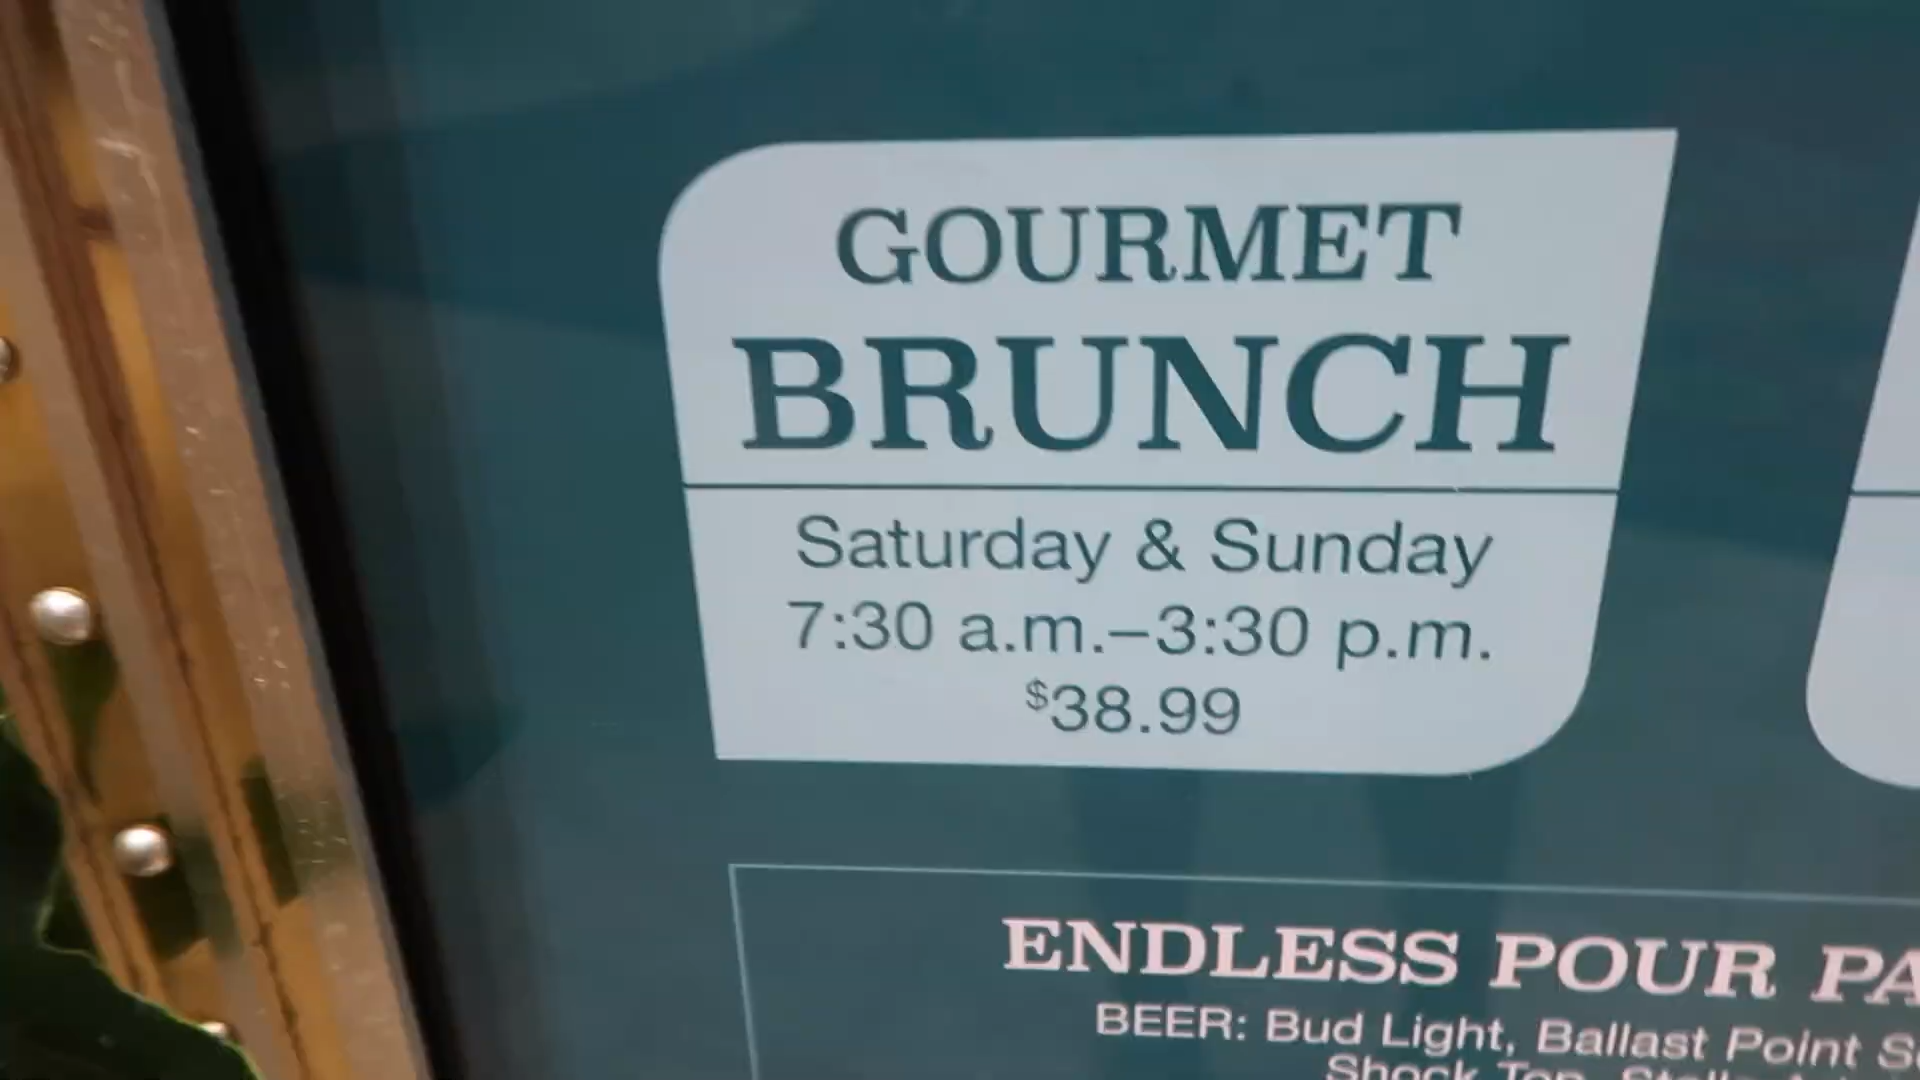 GOURMET
BRUNCH
Saturday & Sunday
7:30 a.m.–3:30 p.m.
$38.99
ENDLESS POUR
BEER: Bud Light, Ballast Point
Shock Top,